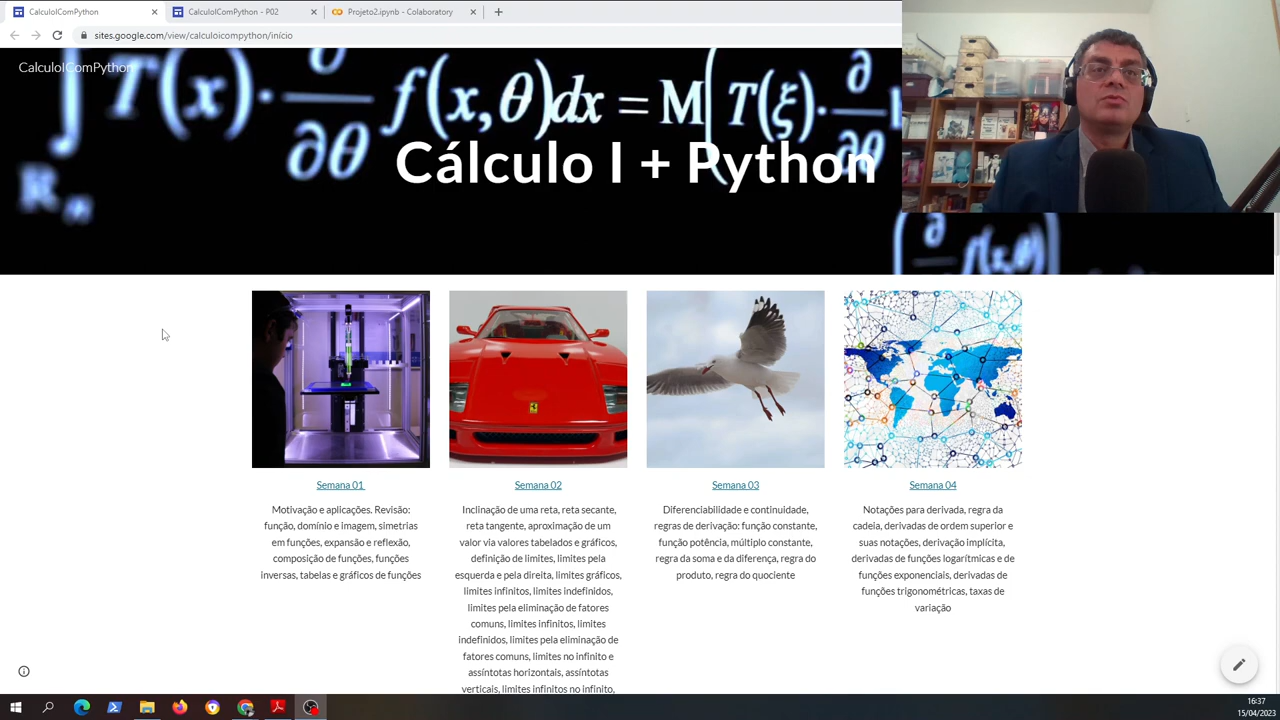 CalculoIComPython
CalculoIComPython - P02
Projeto2.ipynb - Colaboratory
sites.google.com/view/calculoicompython/início
CalculoIComPython
∫ T(x)· ∂/∂θ f(x,θ)dx = M( T(ξ)· ∂/∂θ
Rn
Cálculo I + Python
∂
f(x,θ)
Semana 01
Motivação e aplicações. Revisão:
função, domínio e imagem, simetrias
em funções, expansão e reflexão,
composição de funções, funções
inversas, tabelas e gráficos de funções
Semana 02
Inclinação de uma reta, reta secante,
reta tangente, aproximação de um
valor via valores tabelados e gráficos,
definição de limites, limites pela
esquerda e pela direita, limites gráficos,
limites infinitos, limites indefinidos,
limites pela eliminação de fatores
comuns, limites infinitos, limites
indefinidos, limites pela eliminação de
fatores comuns, limites no infinito e
assíntotas horizontais, assíntotas
verticais, limites infinitos no infinito,
Semana 03
Diferenciabilidade e continuidade,
regras de derivação: função constante,
função potência, múltiplo constante,
regra da soma e da diferença, regra do
produto, regra do quociente
Semana 04
Notações para derivada, regra da
cadeia, derivadas de ordem superior e
suas notações, derivação implícita,
derivadas de funções logarítmicas e de
funções exponenciais, derivadas de
funções trigonométricas, taxas de
variação
16:37
15/04/2023